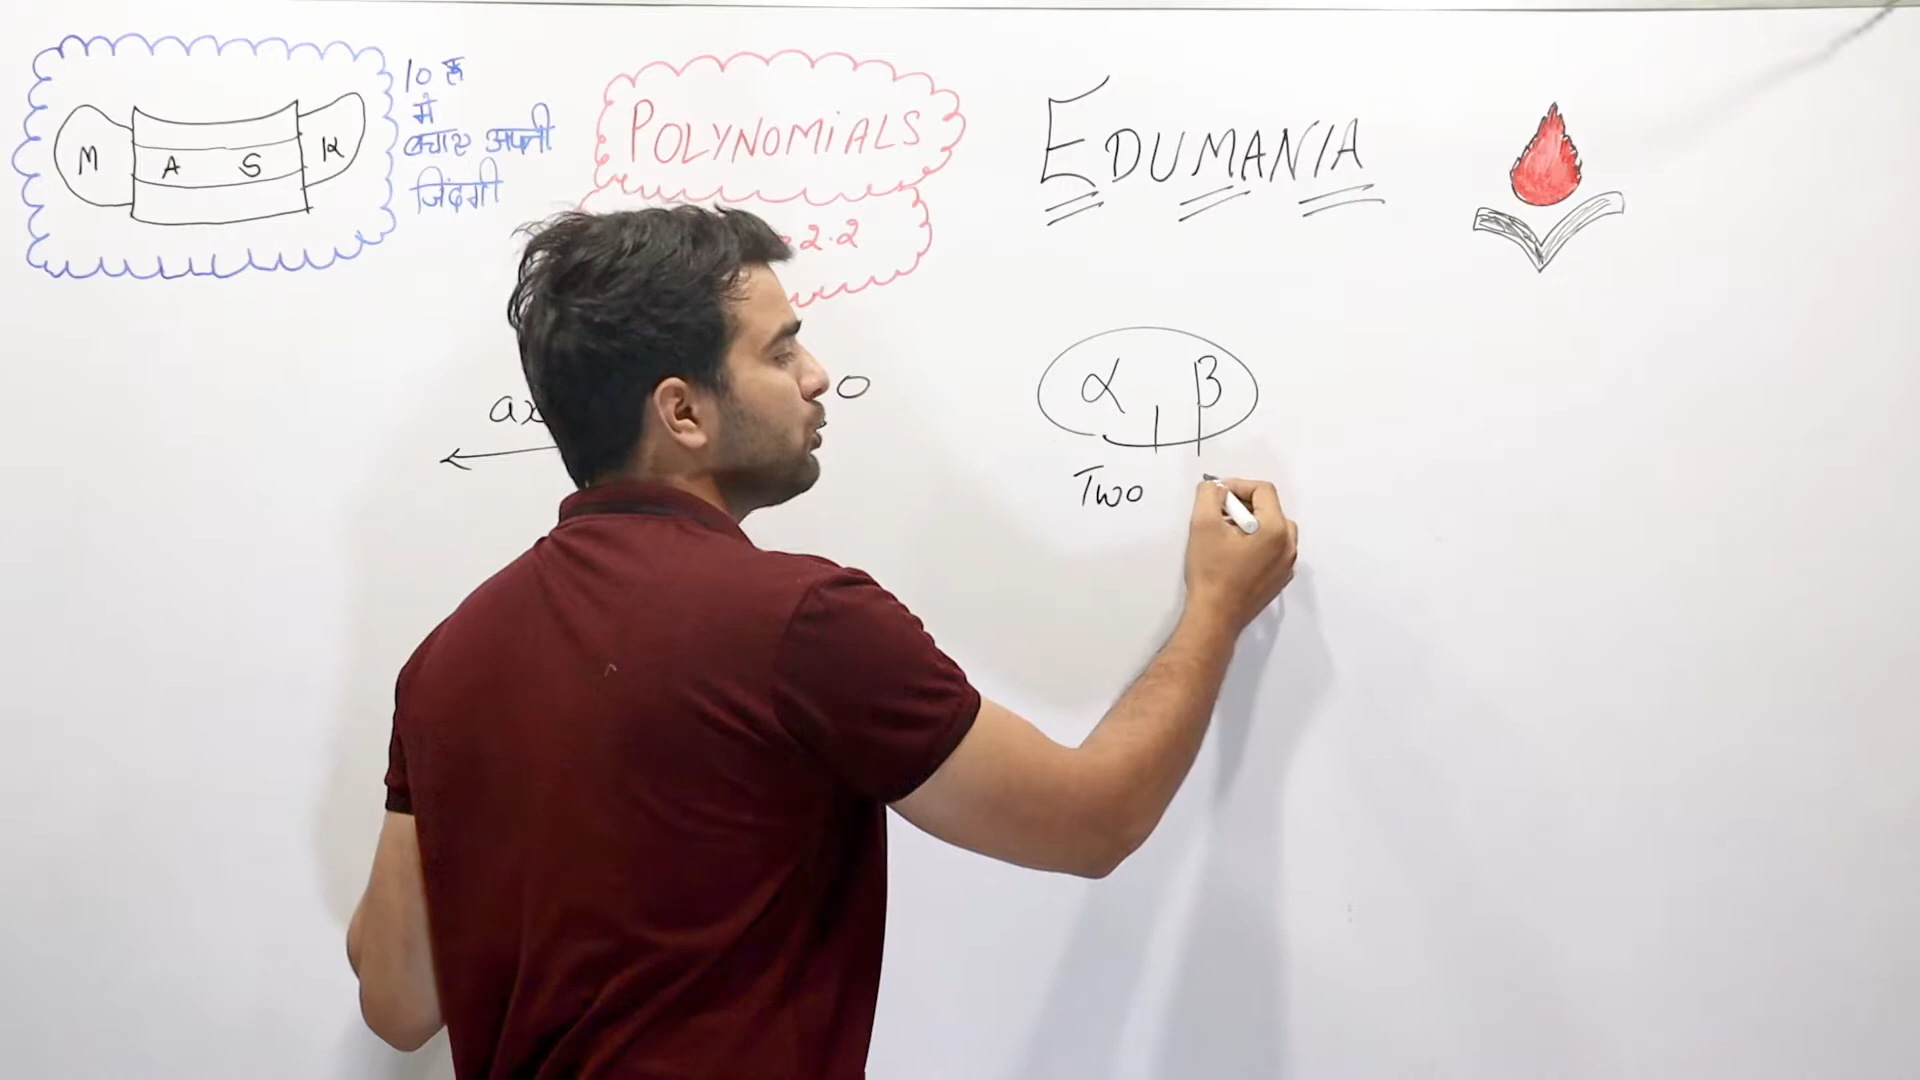 M A S K
10 रू
में
बचाए अपनी
जिंदगी
POLYNOMIALS
2.2
EDUMANIA
ax
0
α , β
Two